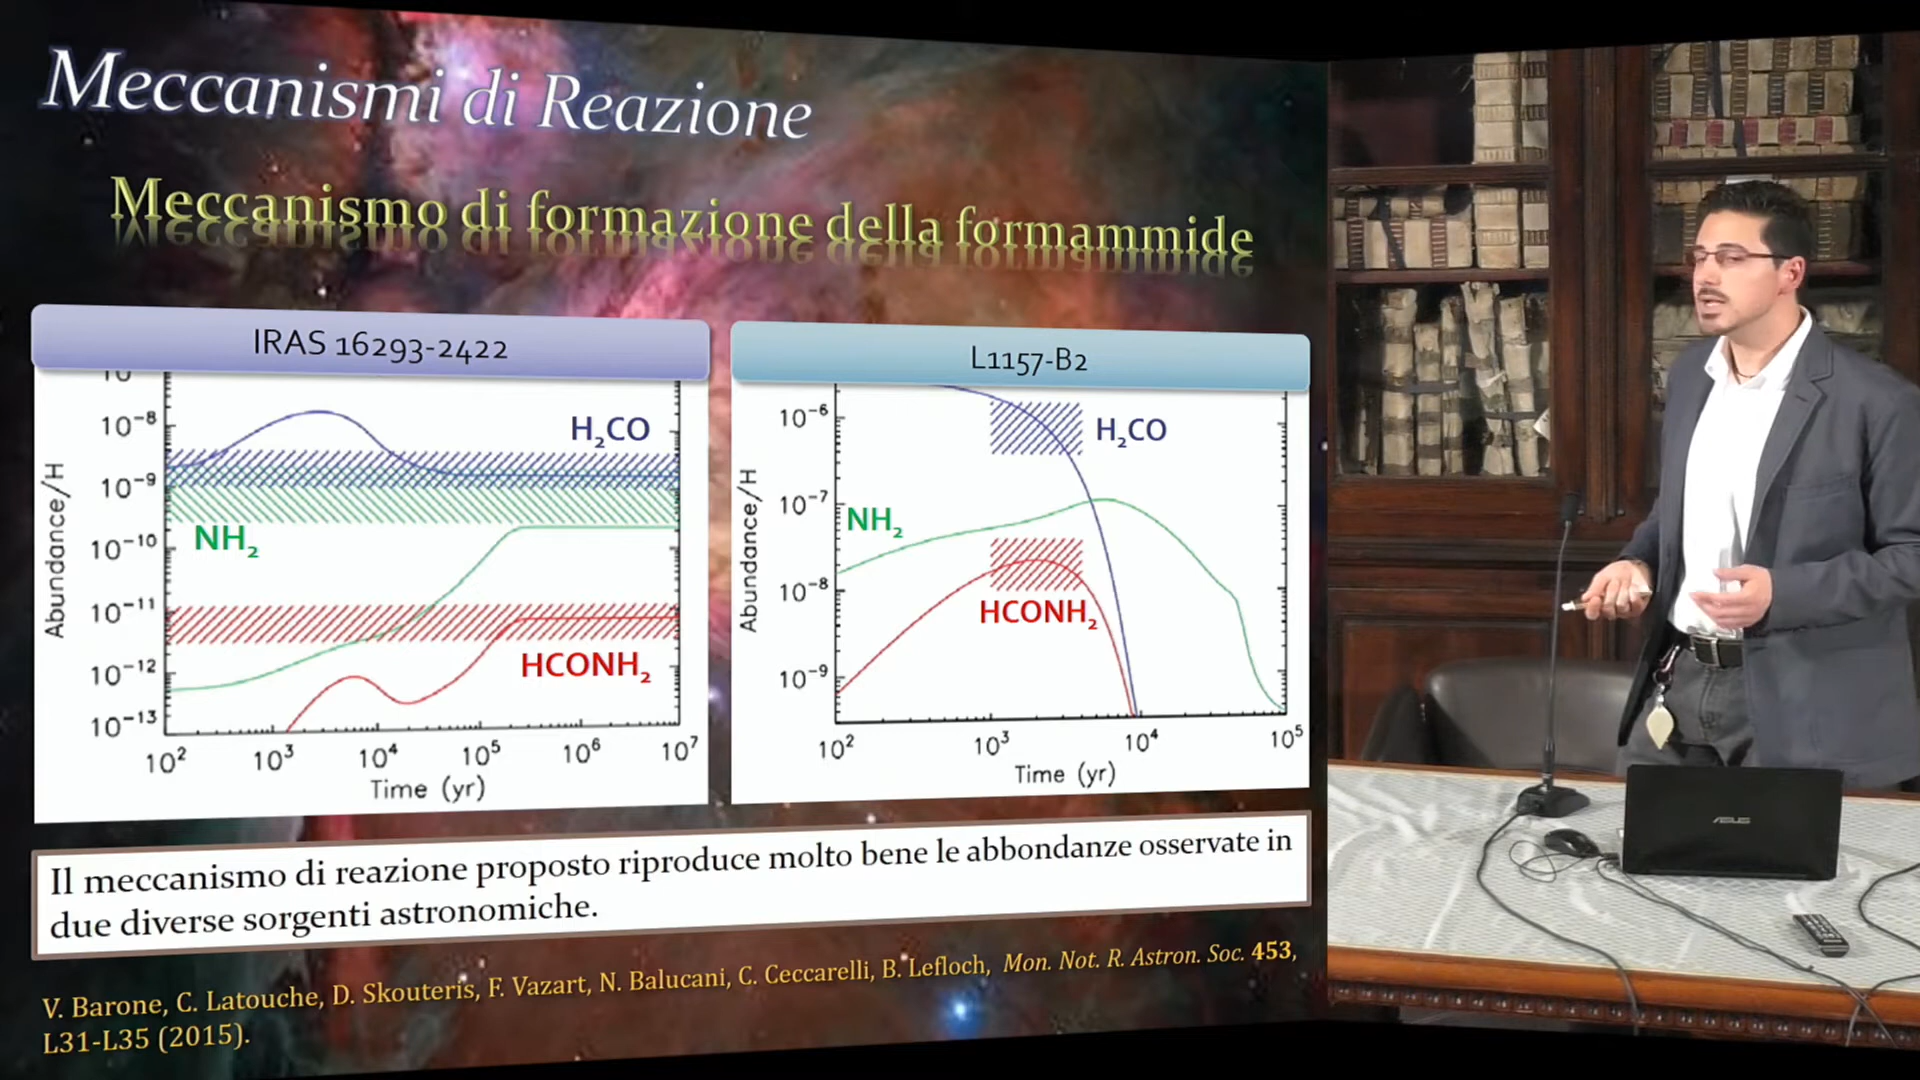 Meccanismi di Reazione
Meccanismo di formazione della formammide
IRAS 16293-2422
L1157-B2
10⁻⁸
10⁻⁹
10⁻¹⁰
10⁻¹¹
10⁻¹²
10⁻¹³
Abundance/H
H₂CO
NH₂
HCONH₂
10² 10³ 10⁴ 10⁵ 10⁶ 10⁷
Time (yr)
10⁻⁶
10⁻⁷
10⁻⁸
10⁻⁹
Abundance/H
H₂CO
NH₂
HCONH₂
10² 10³ 10⁴ 10⁵
Time (yr)
Il meccanismo di reazione proposto riproduce molto bene le abbondanze osservate in
due diverse sorgenti astronomiche.
V. Barone, C. Latouche, D. Skouteris, F. Vazart, N. Balucani, C. Ceccarelli, B. Lefloch, Mon. Not. R. Astron. Soc. 453,
L31-L35 (2015).
ASUS